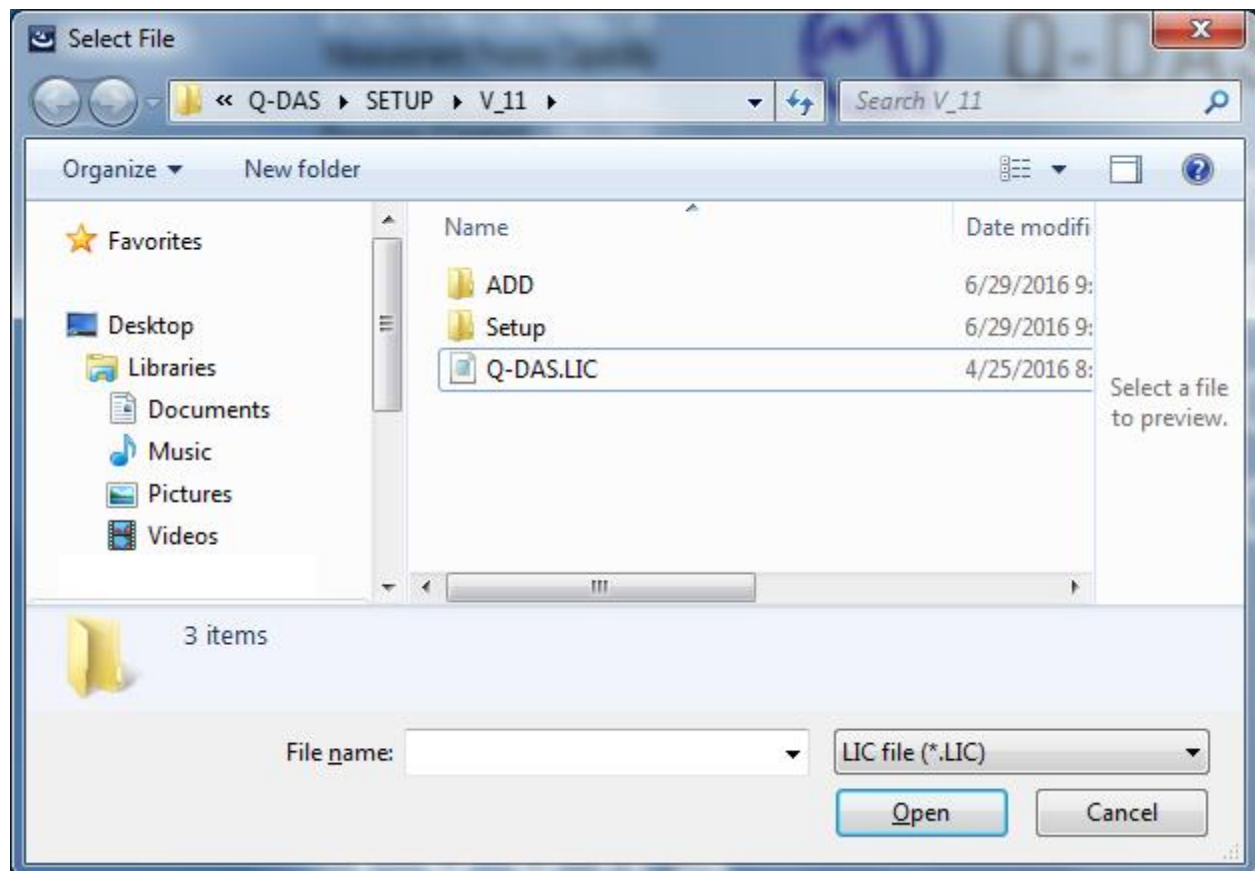 Select File
Q-DAS
« Q-DAS ▸ SETUP ▸ V_11 ▸ Search V_11
Organize ▾ New folder
Favorites
Desktop
Libraries
Documents
Music
Pictures
Videos
Name Date modifi
ADD 6/29/2016 9:
Setup 6/29/2016 9:
Q-DAS.LIC 4/25/2016 8:
Select a file
to preview.
3 items
File name:
LIC file (*.LIC)
Open Cancel